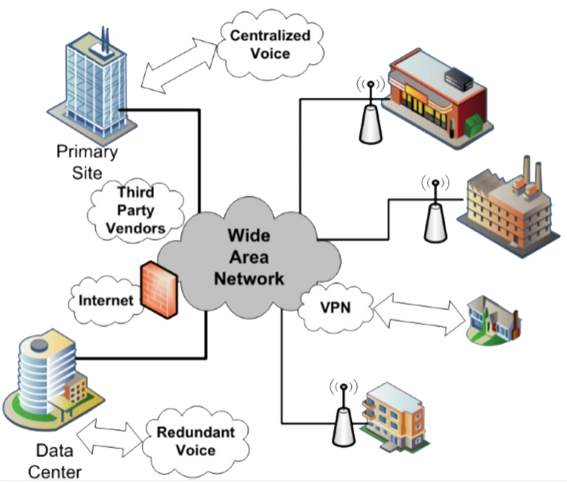 Centralized
Voice
Primary
Site
Third
Party
Vendors
Wide
Area
Network
Internet
VPN
Data
Center
Redundant
Voice